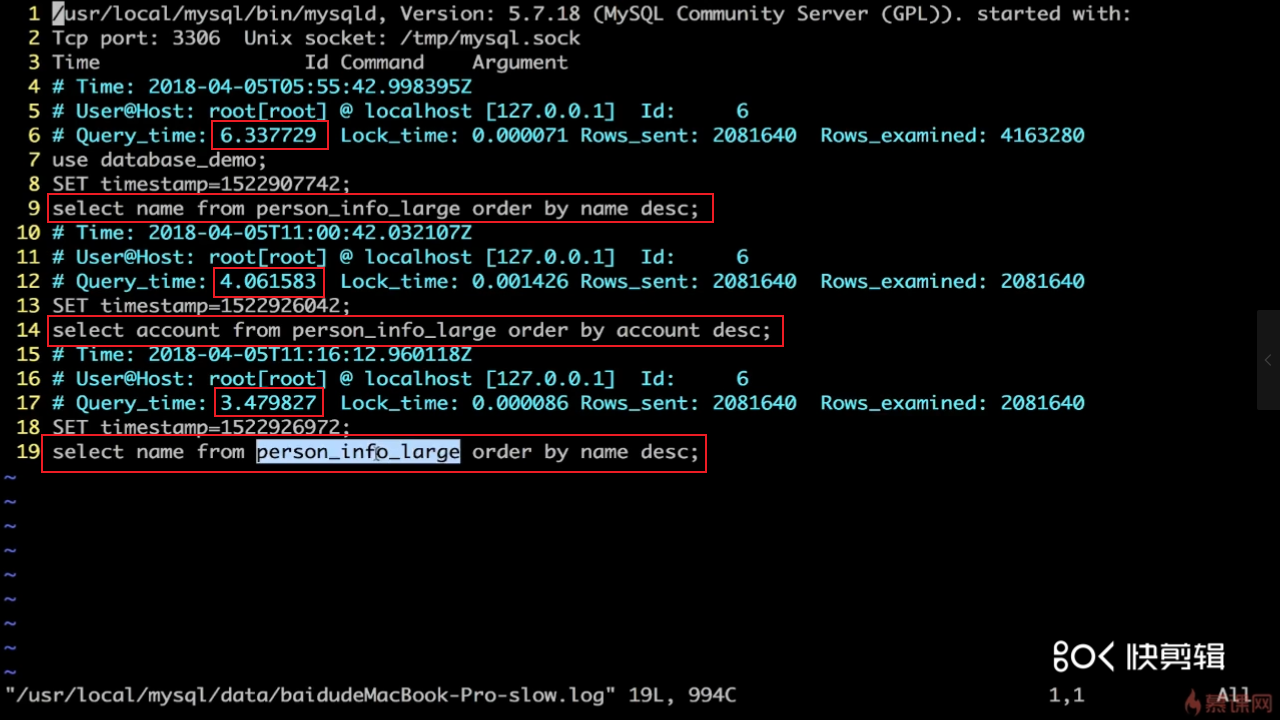 1 /usr/local/mysql/bin/mysqld, Version: 5.7.18 (MySQL Community Server (GPL)). started with:
2 Tcp port: 3306  Unix socket: /tmp/mysql.sock
3 Time                 Id Command    Argument
4 # Time: 2018-04-05T05:55:42.998395Z
5 # User@Host: root[root] @ localhost [127.0.0.1]  Id:     6
6 # Query_time: 6.337729  Lock_time: 0.000071 Rows_sent: 2081640  Rows_examined: 4163280
7 use database_demo;
8 SET timestamp=1522907742;
9 select name from person_info_large order by name desc;
10 # Time: 2018-04-05T11:00:42.032107Z
11 # User@Host: root[root] @ localhost [127.0.0.1]  Id:     6
12 # Query_time: 4.061583  Lock_time: 0.001426 Rows_sent: 2081640  Rows_examined: 2081640
13 SET timestamp=1522926042;
14 select account from person_info_large order by account desc;
15 # Time: 2018-04-05T11:16:12.960118Z
16 # User@Host: root[root] @ localhost [127.0.0.1]  Id:     6
17 # Query_time: 3.479827  Lock_time: 0.000086 Rows_sent: 2081640  Rows_examined: 2081640
18 SET timestamp=1522926972;
19 select name from person_info_large order by name desc;
~
~
~
~
~
~
~
~
~
快剪辑
"/usr/local/mysql/data/baidudeMacBook-Pro-slow.log" 19L, 994C    1,1    All
慕课网